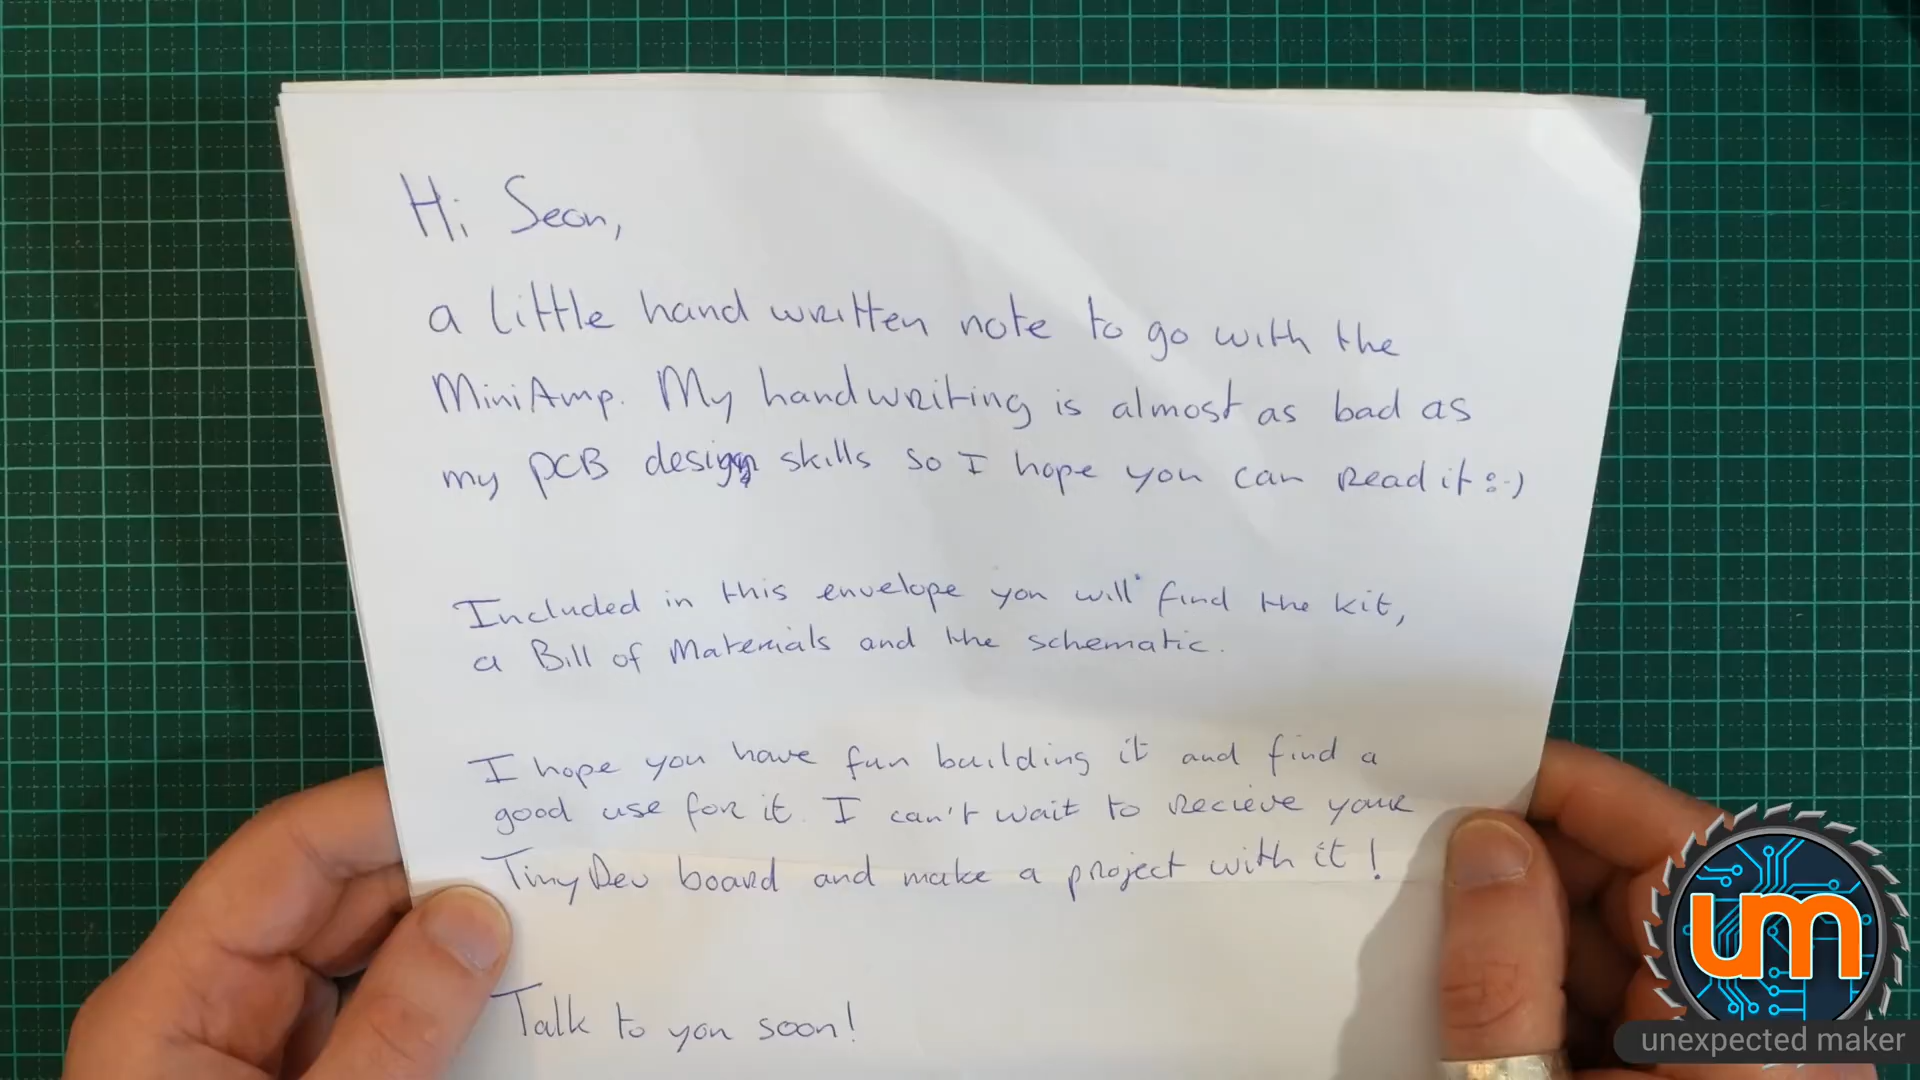 Hi Seon,
a little hand written note to go with the
MiniAmp. My handwriting is almost as bad as
my PCB design skills so I hope you can read it :-)
Included in this envelope you will find the kit,
a Bill of Materials and the schematic.
I hope you have fun building it and find a
good use for it. I can't wait to recieve your
TinyDev board and make a project with it!
Talk to you soon!
um
unexpected maker